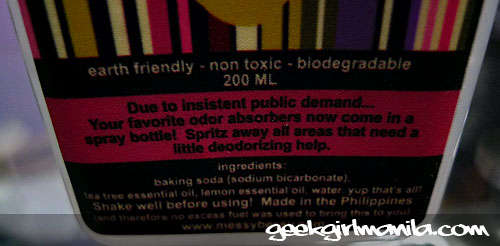 earth friendly - non toxic - biodegradable
200 ML
Due to insistent public demand...
Your favorite odor absorbers now come in a
spray bottle! Spritz away all areas that need a
little deodorizing help.
ingredients:
baking soda (sodium bicarbonate),
tea tree essential oil, lemon essential oil, water. yup that's all!
Shake well before using! Made in the Philippines
(and therefore no excess fuel was used to bring this to you)
geekgirlmanila.com